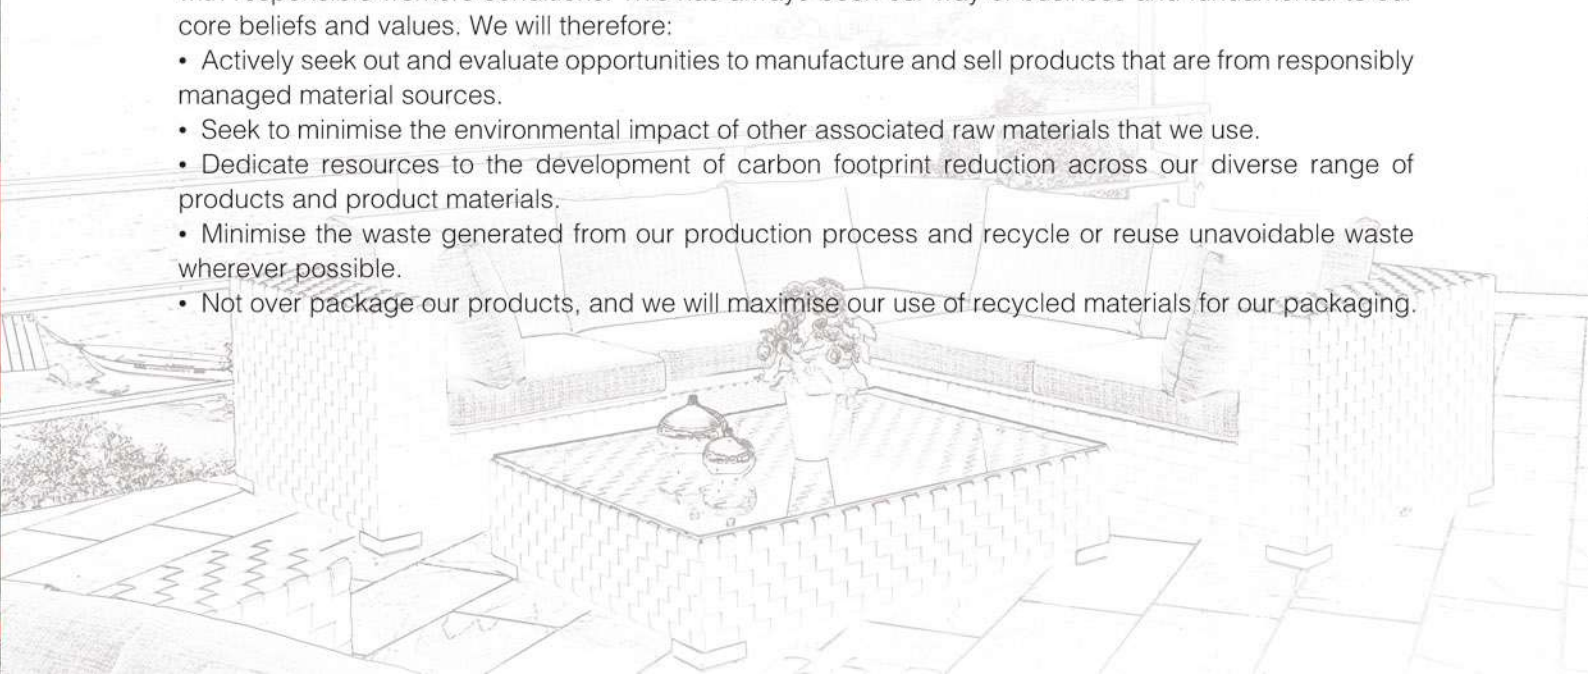 core beliefs and values. We will therefore:
• Actively seek out and evaluate opportunities to manufacture and sell products that are from responsibly
managed material sources.
• Seek to minimise the environmental impact of other associated raw materials that we use.
• Dedicate resources to the development of carbon footprint reduction across our diverse range of
products and product materials.
• Minimise the waste generated from our production process and recycle or reuse unavoidable waste
wherever possible.
• Not over package our products, and we will maximise our use of recycled materials for our packaging.